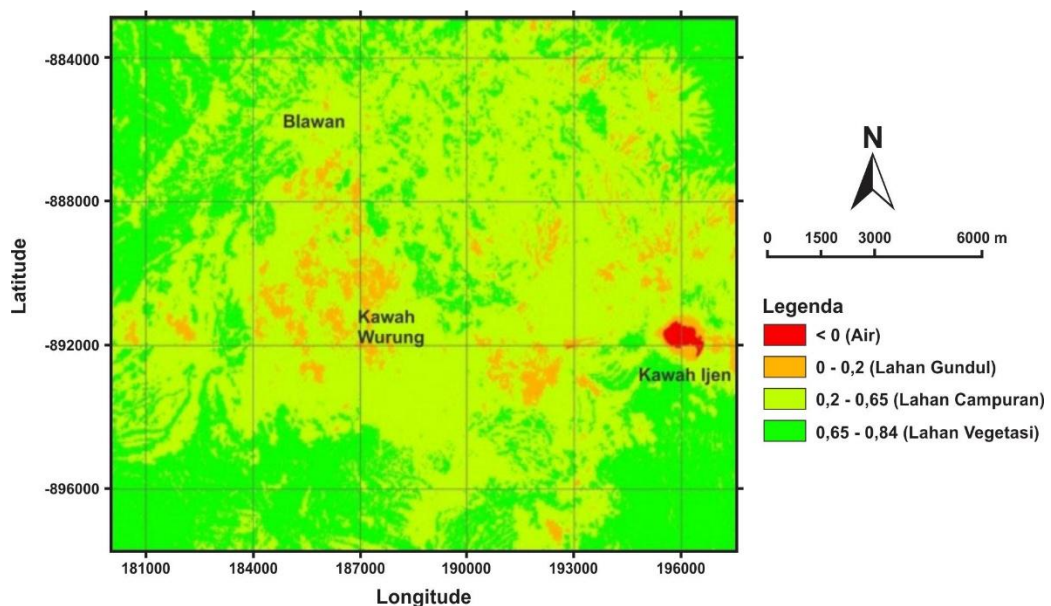 -884000
-888000
-892000
-896000
Latitude
181000 184000 187000 190000 193000 196000
Longitude
Blawan
Kawah
Wurung
Kawah Ijen
N
0 1500 3000 6000 m
Legenda
< 0 (Air)
0 - 0,2 (Lahan Gundul)
0,2 - 0,65 (Lahan Campuran)
0,65 - 0,84 (Lahan Vegetasi)